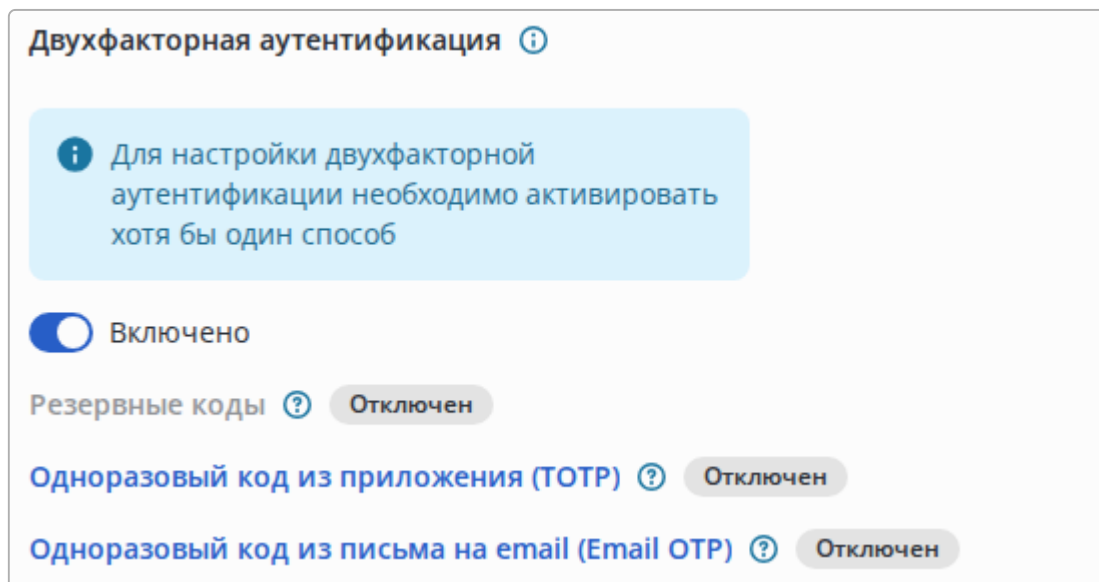 Двухфакторная аутентификация
Для настройки двухфакторной
аутентификации необходимо активировать
хотя бы один способ
Включено
Резервные коды Отключен
Одноразовый код из приложения (TOTP) Отключен
Одноразовый код из письма на email (Email OTP) Отключен